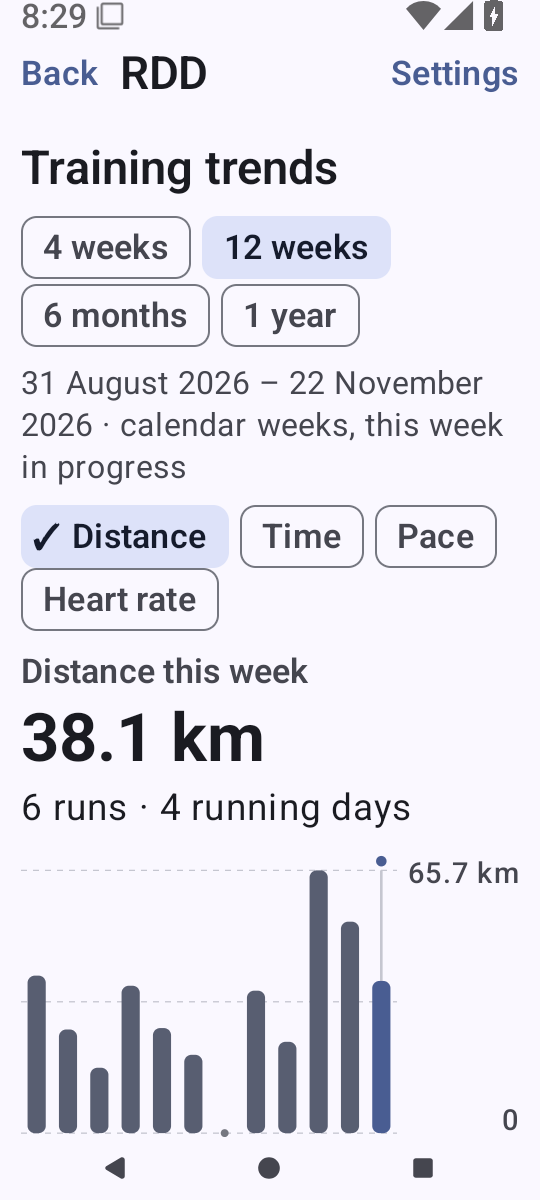 8:29
Back RDD Settings
Training trends
4 weeks 12 weeks
6 months 1 year
31 August 2026 – 22 November
2026 · calendar weeks, this week
in progress
✓ Distance Time Pace
Heart rate
Distance this week
38.1 km
6 runs · 4 running days
65.7 km
0